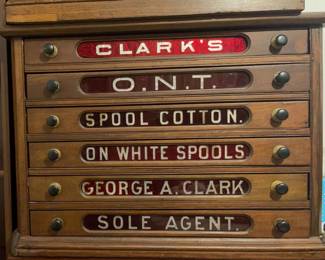 CLARK'S
O.N.T.
SPOOL COTTON.
ON WHITE SPOOLS
GEORGE A. CLARK
SOLE AGENT.